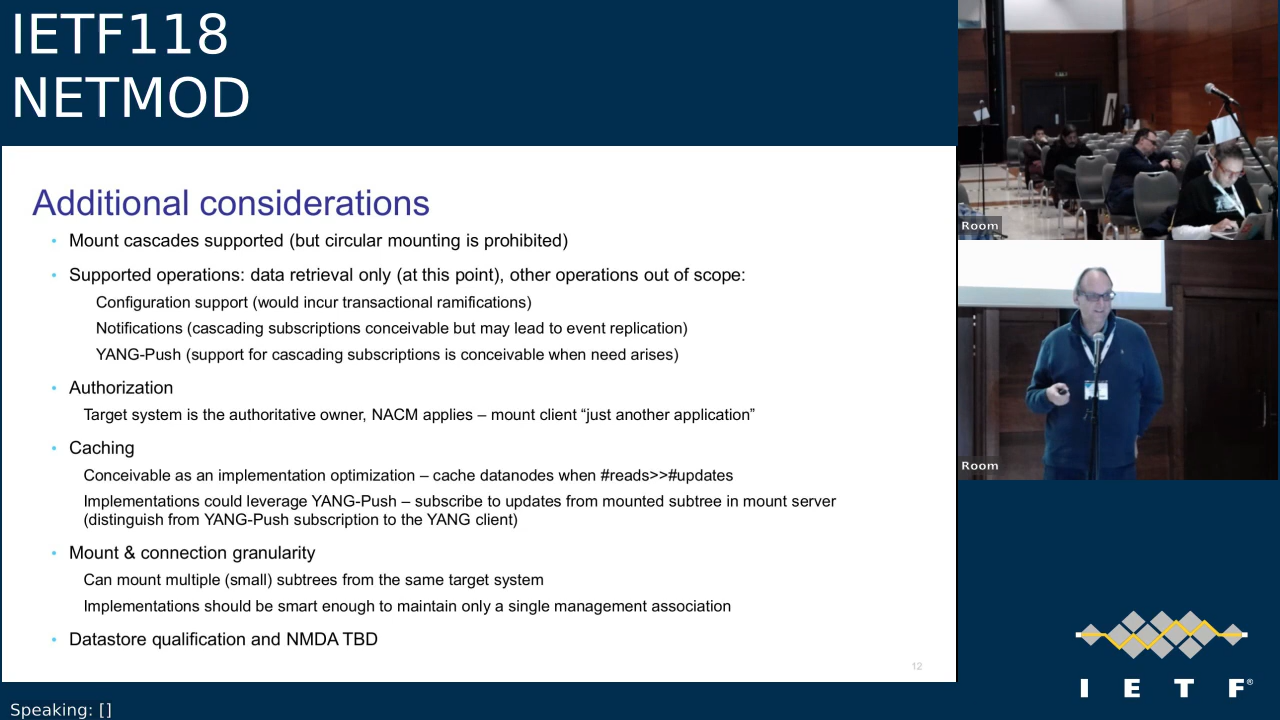 IETF118
NETMOD
Additional considerations
• Mount cascades supported (but circular mounting is prohibited)
• Supported operations: data retrieval only (at this point), other operations out of scope:
Configuration support (would incur transactional ramifications)
Notifications (cascading subscriptions conceivable but may lead to event replication)
YANG-Push (support for cascading subscriptions is conceivable when need arises)
• Authorization
Target system is the authoritative owner, NACM applies – mount client “just another application”
• Caching
Conceivable as an implementation optimization – cache datanodes when #reads>>#updates
Implementations could leverage YANG-Push – subscribe to updates from mounted subtree in mount server
(distinguish from YANG-Push subscription to the YANG client)
• Mount & connection granularity
Can mount multiple (small) subtrees from the same target system
Implementations should be smart enough to maintain only a single management association
• Datastore qualification and NMDA TBD
12
Room
Room
I E T F®
Speaking: []